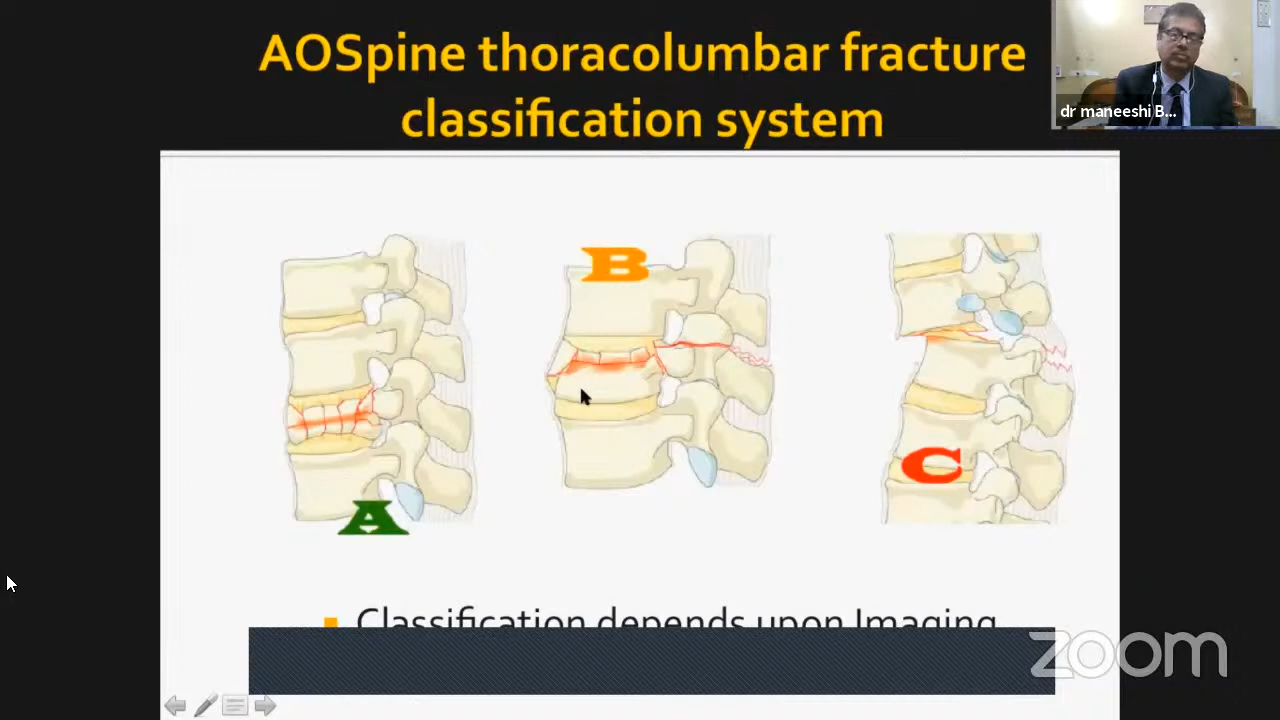 AOSpine thoracolumbar fracture
classification system
dr maneeshi B...
B
C
A
Classification depends upon Imaging
zoom